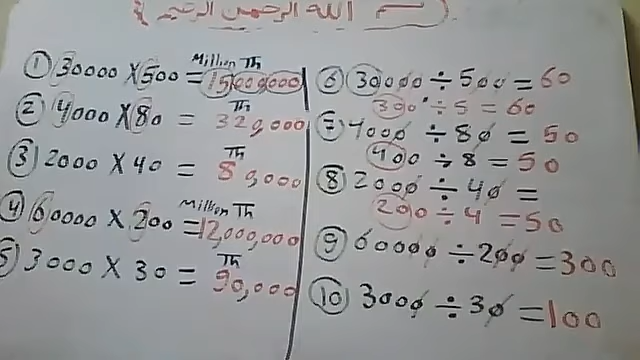 بسم الله الرحمن الرحيم
Million Th
① 30000 X 500 = 15,000,000
Th
② 4000 X 80 = 320,000
Th
③ 2000 X 40 = 80,000
Million Th
④ 60000 X 200 = 12,000,000
Th
⑤ 3000 X 30 = 90,000
⑥ 30000 ÷ 500 = 60
300 ÷ 5 = 60
⑦ 4000 ÷ 80 = 50
400 ÷ 8 = 50
⑧ 2000 ÷ 40 =
200 ÷ 4 = 50
⑨ 60000 ÷ 200 = 300
⑩ 3000 ÷ 30 = 100